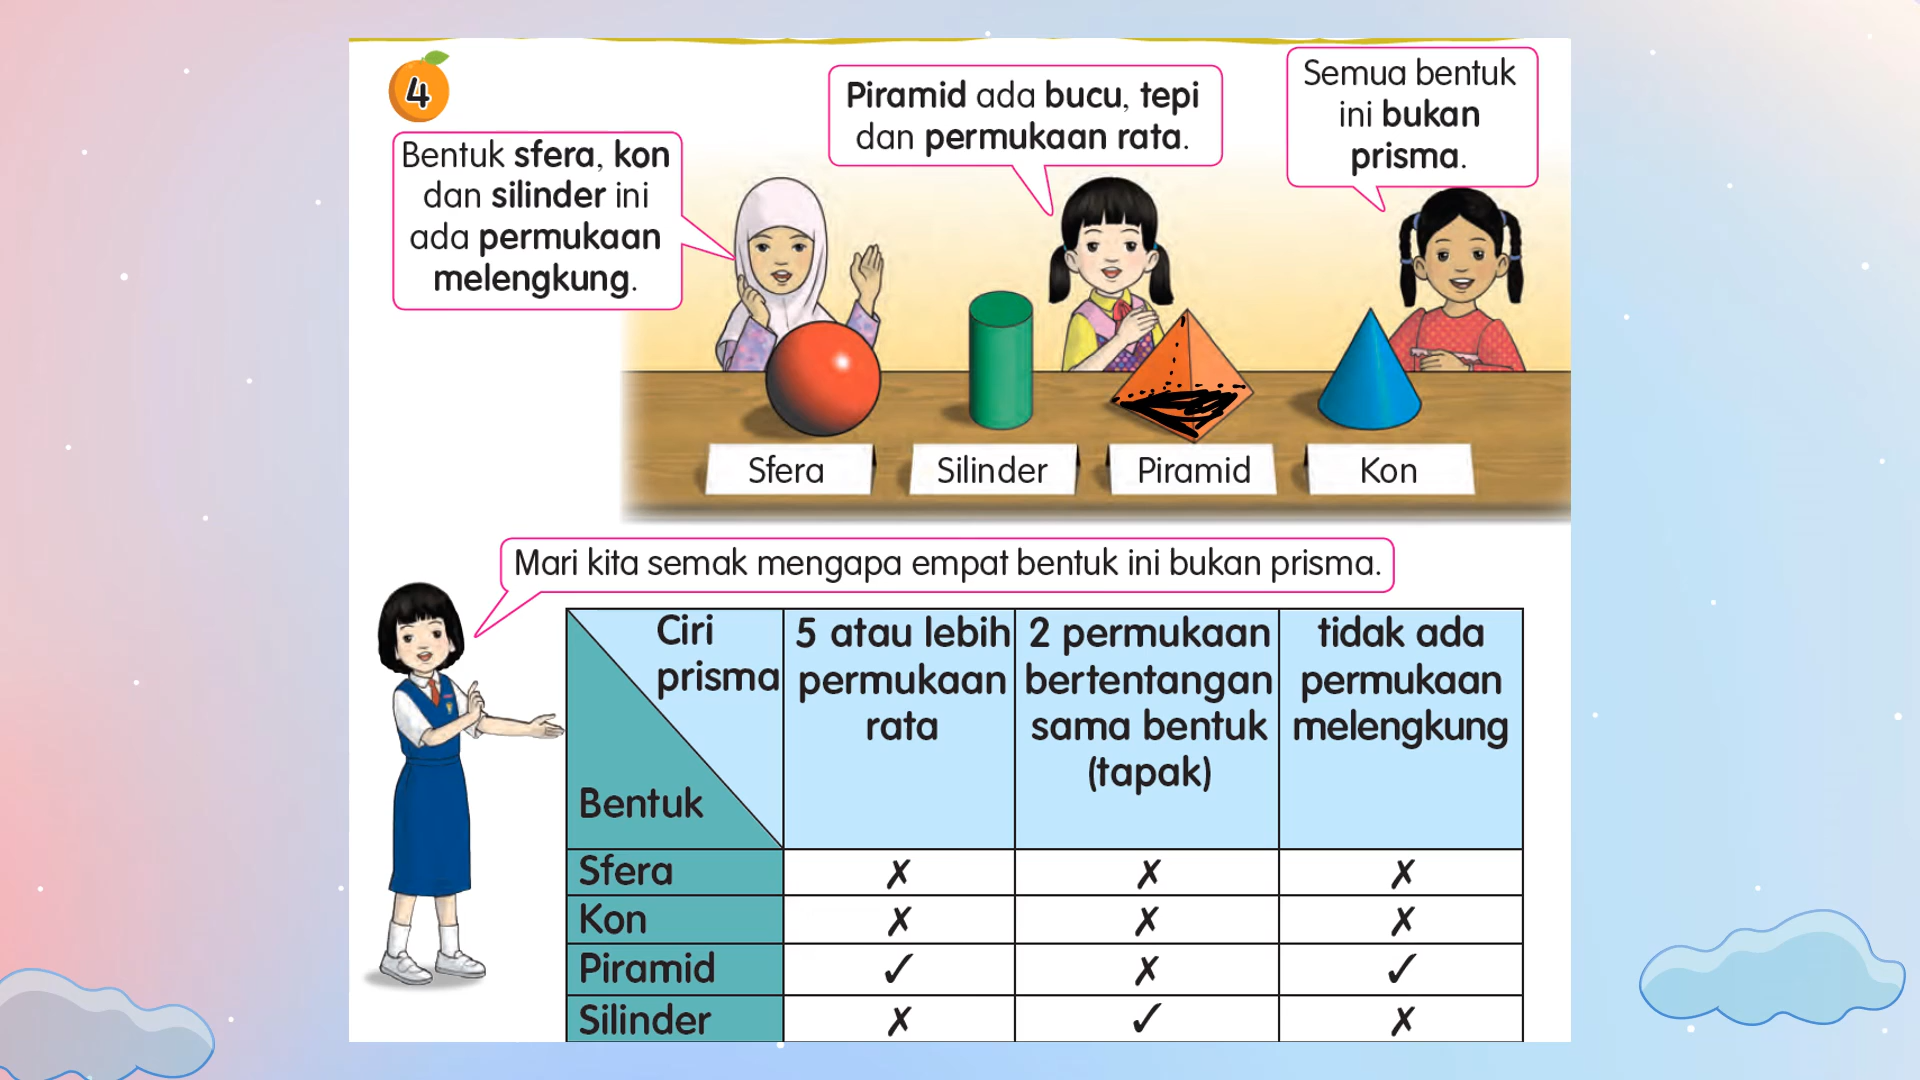 4
Bentuk sfera, kon
dan silinder ini
ada permukaan
melengkung.
Piramid ada bucu, tepi
dan permukaan rata.
Semua bentuk
ini bukan
prisma.
Sfera
Silinder
Piramid
Kon
Mari kita semak mengapa empat bentuk ini bukan prisma.
Ciri
prisma
Bentuk
5 atau lebih
permukaan
rata
2 permukaan
bertentangan
sama bentuk
(tapak)
tidak ada
permukaan
melengkung
Sfera ✗ ✗ ✗
Kon ✗ ✗ ✗
Piramid ✓ ✗ ✓
Silinder ✗ ✓ ✗